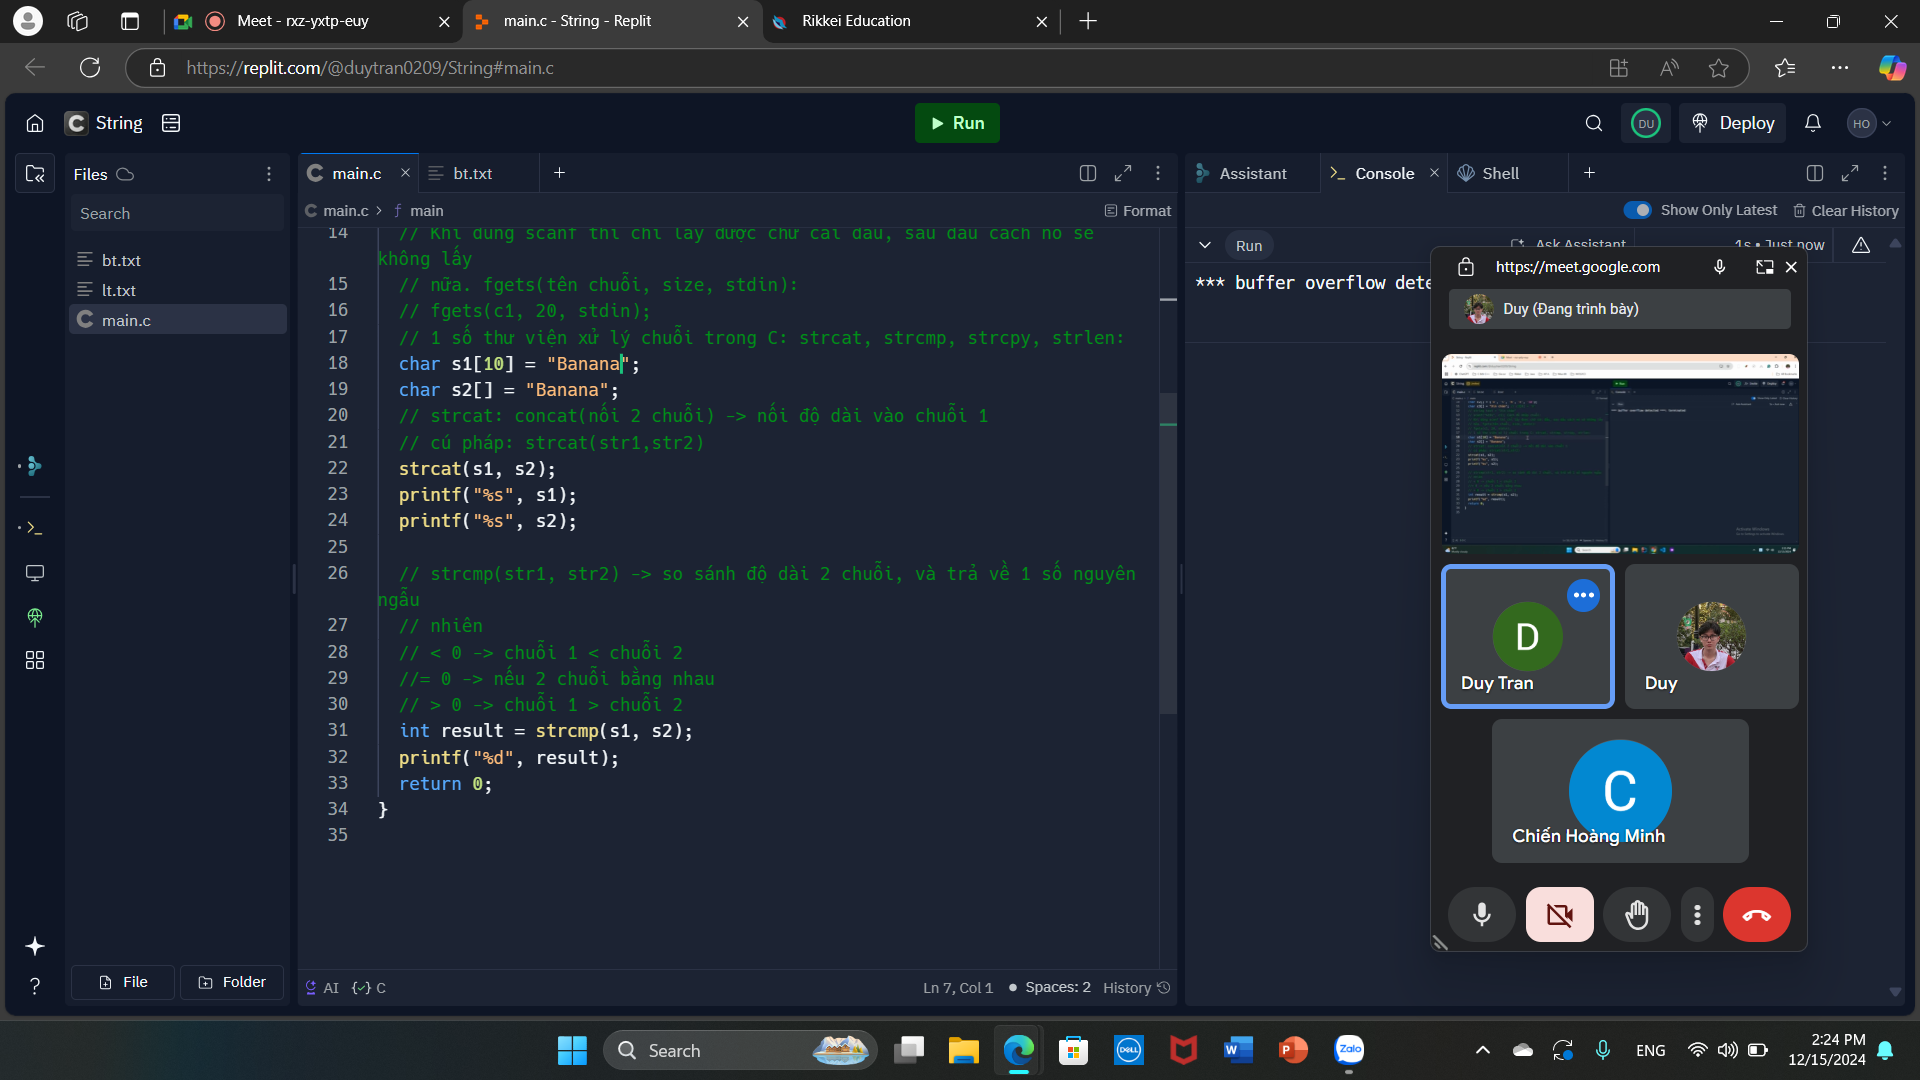 Meet - rxz-yxtp-euy
main.c - String - Replit
Rikkei Education
https://replit.com/@duytran0209/String#main.c
String
Run
DU
Deploy
HO
Files
main.c
bt.txt
Assistant
Console
Shell
Search
main.c > f main
Format
Show Only Latest
Clear History
bt.txt
lt.txt
main.c
14 // Khi dùng scanf thì chỉ lấy được chữ cái đầu, sau dấu cách nó sẽ
không lấy
15 // nữa. fgets(tên chuỗi, size, stdin):
16 // fgets(c1, 20, stdin);
17 // 1 số thư viện xử lý chuỗi trong C: strcat, strcmp, strcpy, strlen:
18 char s1[10] = "Banana";
19 char s2[] = "Banana";
20 // strcat: concat(nối 2 chuỗi) -> nối độ dài vào chuỗi 1
21 // cú pháp: strcat(str1,str2)
22 strcat(s1, s2);
23 printf("%s", s1);
24 printf("%s", s2);
25
26 // strcmp(str1, str2) -> so sánh độ dài 2 chuỗi, và trả về 1 số nguyên
ngẫu
27 // nhiên
28 // < 0 -> chuỗi 1 < chuỗi 2
29 //= 0 -> nếu 2 chuỗi bằng nhau
30 // > 0 -> chuỗi 1 > chuỗi 2
31 int result = strcmp(s1, s2);
32 printf("%d", result);
33 return 0;
34 }
35
Run
Ask Assistant
1s • Just now
*** buffer overflow dete
https://meet.google.com
Duy (Đang trình bày)
D
Duy Tran
Duy
C
Chiến Hoàng Minh
File
Folder
AI
C
Ln 7, Col 1
Spaces: 2
History
Search
DELL
W
P
Zalo
ENG
2:24 PM
12/15/2024